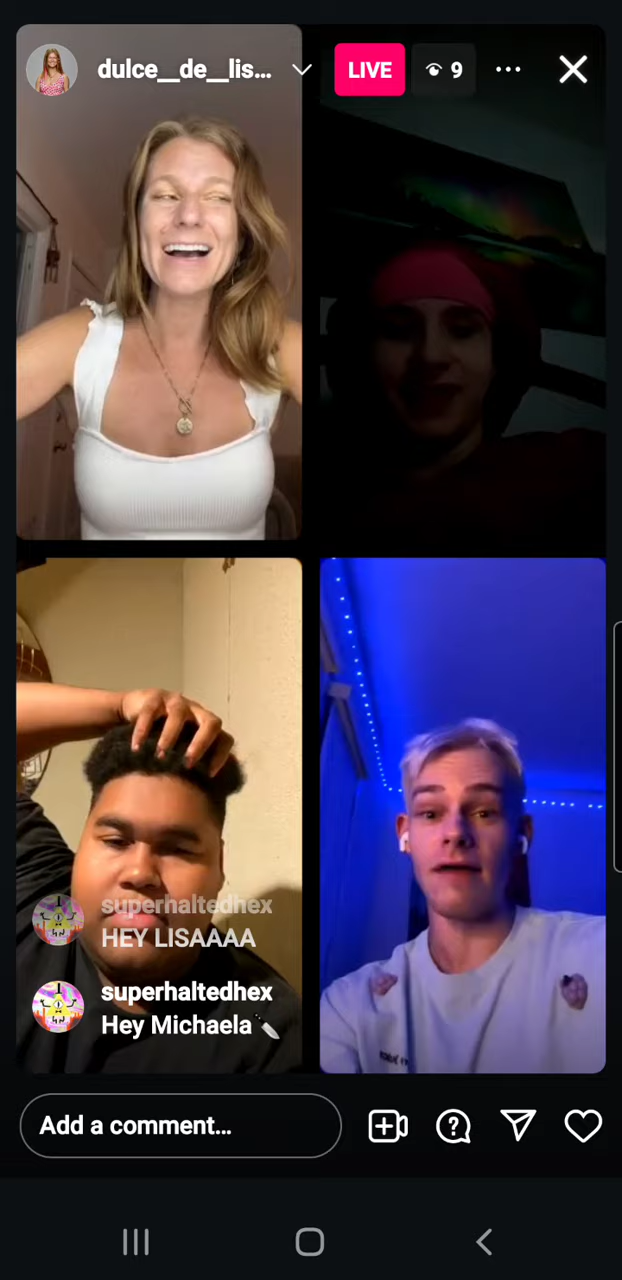 dulce__de__lis...
LIVE
9
superhaltedhex
HEY LISAAAA
superhaltedhex
Hey Michaela🔪
Add a comment...